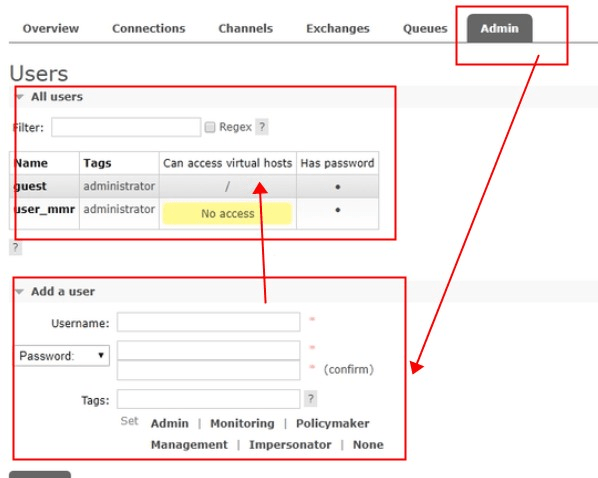 Overview Connections Channels Exchanges Queues Admin
Users
All users
Filter: Regex ?
Name Tags Can access virtual hosts Has password
guest administrator / •
user_mmr administrator No access •
?
Add a user
Username: *
Password: *
* (confirm)
Tags: ?
Set Admin | Monitoring | Policymaker
Management | Impersonator | None